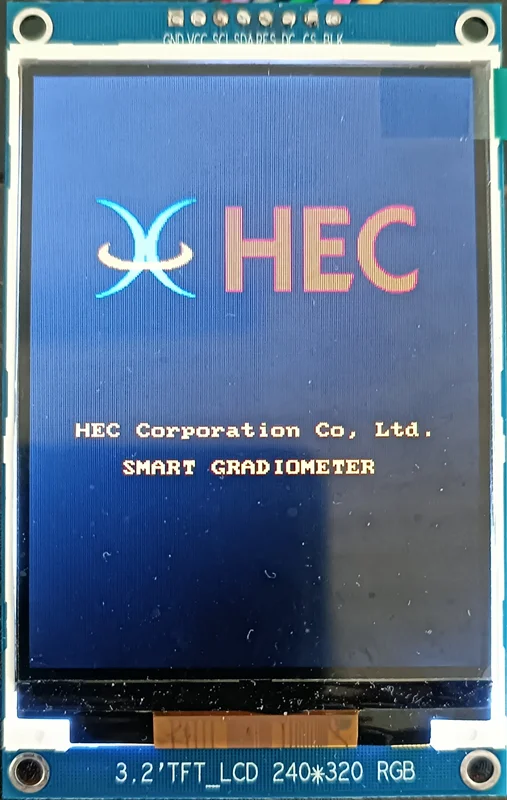 GND VCC SCL SDA RES DC CS BLK
HEC
HEC Corporation Co, Ltd.
SMART GRADIOMETER
3.2'TFT_LCD 240*320 RGB